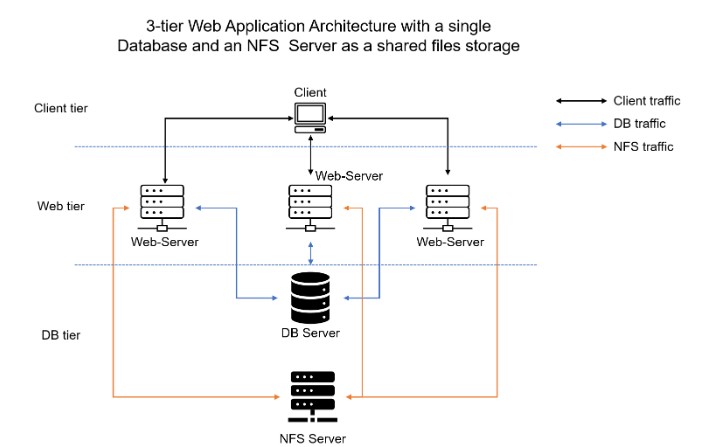 3-tier Web Application Architecture with a single
Database and an NFS Server as a shared files storage
Client
Client tier
Client traffic
DB traffic
NFS traffic
Web-Server
Web tier
Web-Server
Web-Server
DB Server
DB tier
NFS Server